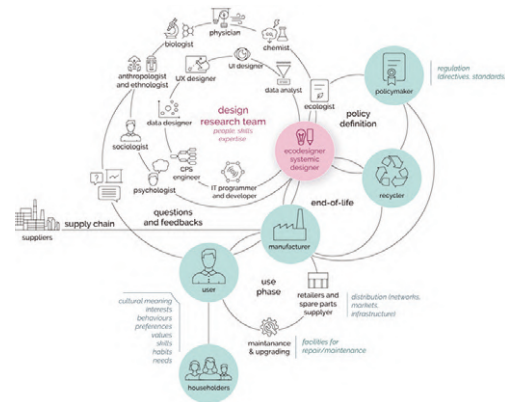 physician
biologist
chemist
UI designer
UX designer
anthropologist
and ethnologist
data analyst
ecologist
policymaker
regulation
(directives, standards,
design
research team
people, skills
expertise
policy
definition
data designer
sociologist
ecodesigner
systemic
designer
CPS
engineer
IT programmer
and developer
psychologist
recycler
end-of-life
questions
and feedbacks
supply chain
suppliers
manufacturer
user
use
phase
retailers and
spare parts
supplyer
distribution (networks,
markets,
infrastructure)
cultural meaning
interests
behaviours
preferences
values
skills
habits
needs
maintanance
& upgrading
facilities for
repair/maintenance
householders